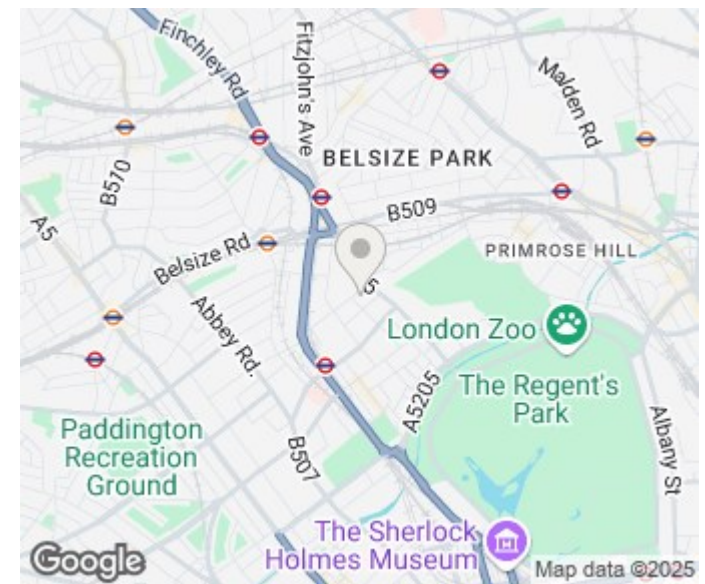 Finchley Rd
Fitzjohn's Ave
Malden Rd
BELSIZE PARK
B570
B509
A5
Belsize Rd
PRIMROSE HILL
5
Abbey Rd.
London Zoo
The Regent's
Park
A5205
Albany St
Paddington
Recreation
Ground
B507
The Sherlock
Holmes Museum
Google
Map data ©2025